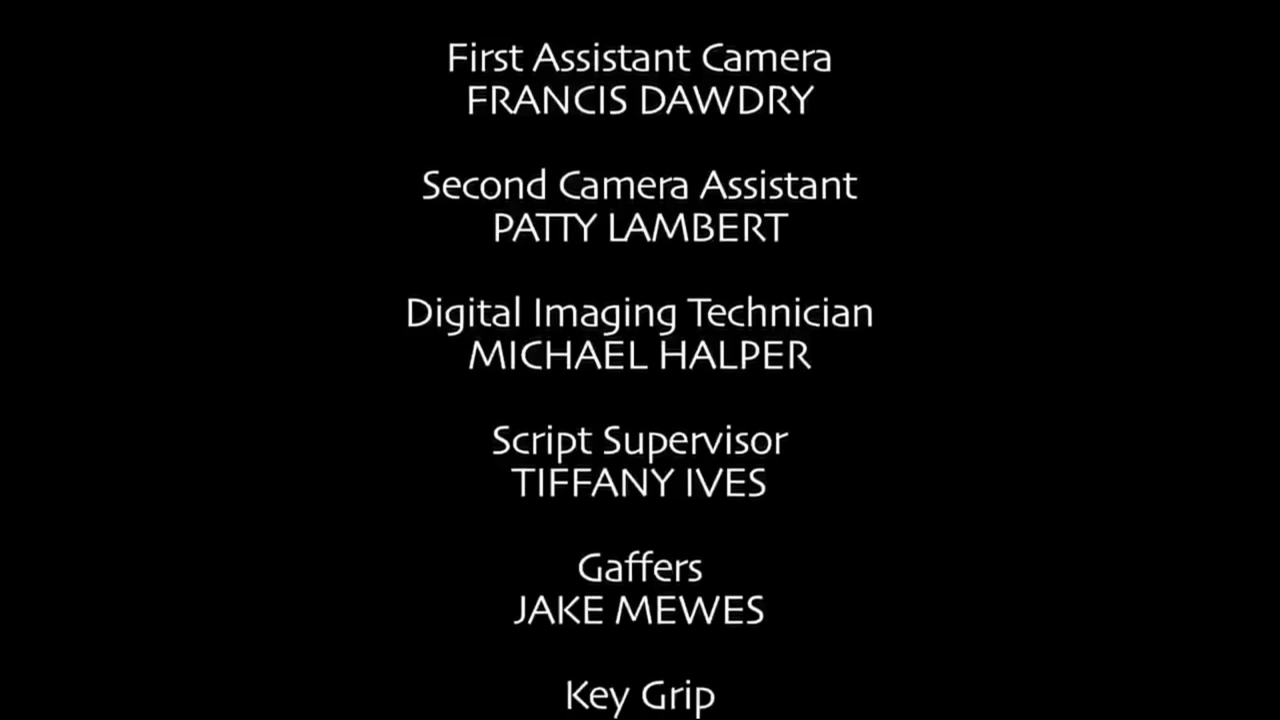 First Assistant Camera
FRANCIS DAWDRY
Second Camera Assistant
PATTY LAMBERT
Digital Imaging Technician
MICHAEL HALPER
Script Supervisor
TIFFANY IVES
Gaffers
JAKE MEWES
Key Grip